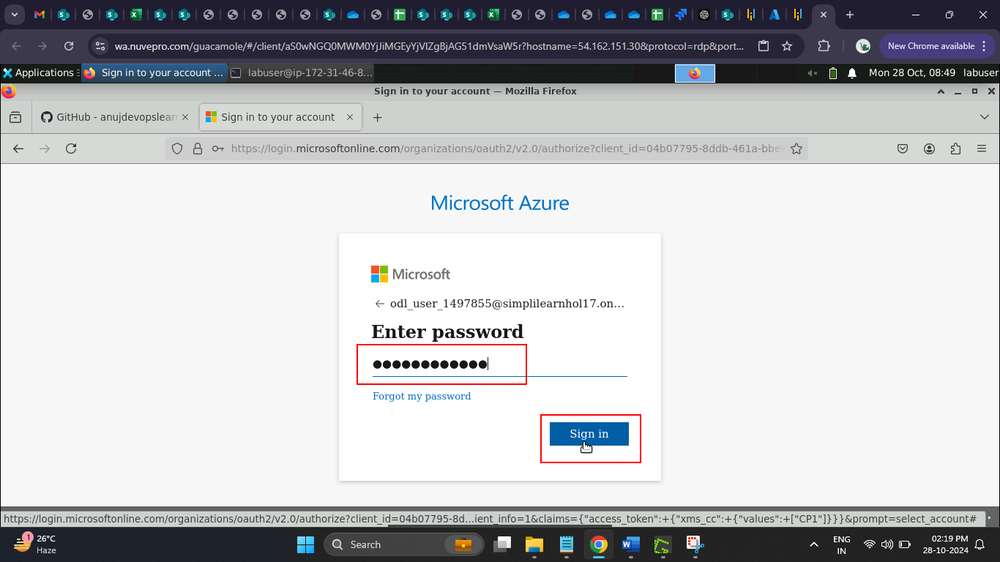 wa.nuvepro.com/guacamole/#/client/aS0wNGQ0MWM0YjJiMGEyYjVlZgBjAG51dmVsaW5r?hostname=54.162.151.30&protocol=rdp&port...
New Chrome available
Applications
Sign in to your account ...
labuser@ip-172-31-46-8...
Mon 28 Oct, 08:49 labuser
Sign in to your account — Mozilla Firefox
GitHub - anujdevopslearn
Sign in to your account
https://login.microsoftonline.com/organizations/oauth2/v2.0/authorize?client_id=04b07795-8ddb-461a-bbee
Microsoft Azure
Microsoft
odl_user_1497855@simplilearnhol17.on...
Enter password
Forgot my password
Sign in
https://login.microsoftonline.com/organizations/oauth2/v2.0/authorize?client_id=04b07795-8d...ient_info=1&claims={"access_token":+{"xms_cc":+{"values":+["CP1"]}}}&prompt=select_account#
1
26°C
Haze
Search
ENG
IN
02:19 PM
28-10-2024